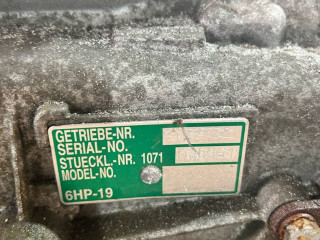 GETRIEBE-NR.
SERIAL-NO.
STUECKL.-NR. 1071
MODEL-NO.
6HP-19